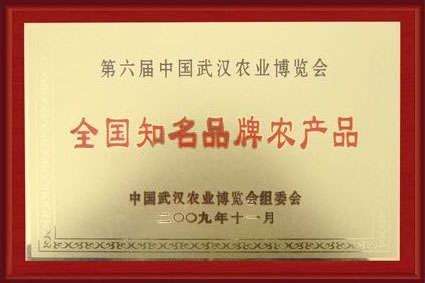 第六届中国武汉农业博览会
全国知名品牌农产品
中国武汉农业博览会组委会
二〇〇九年十一月